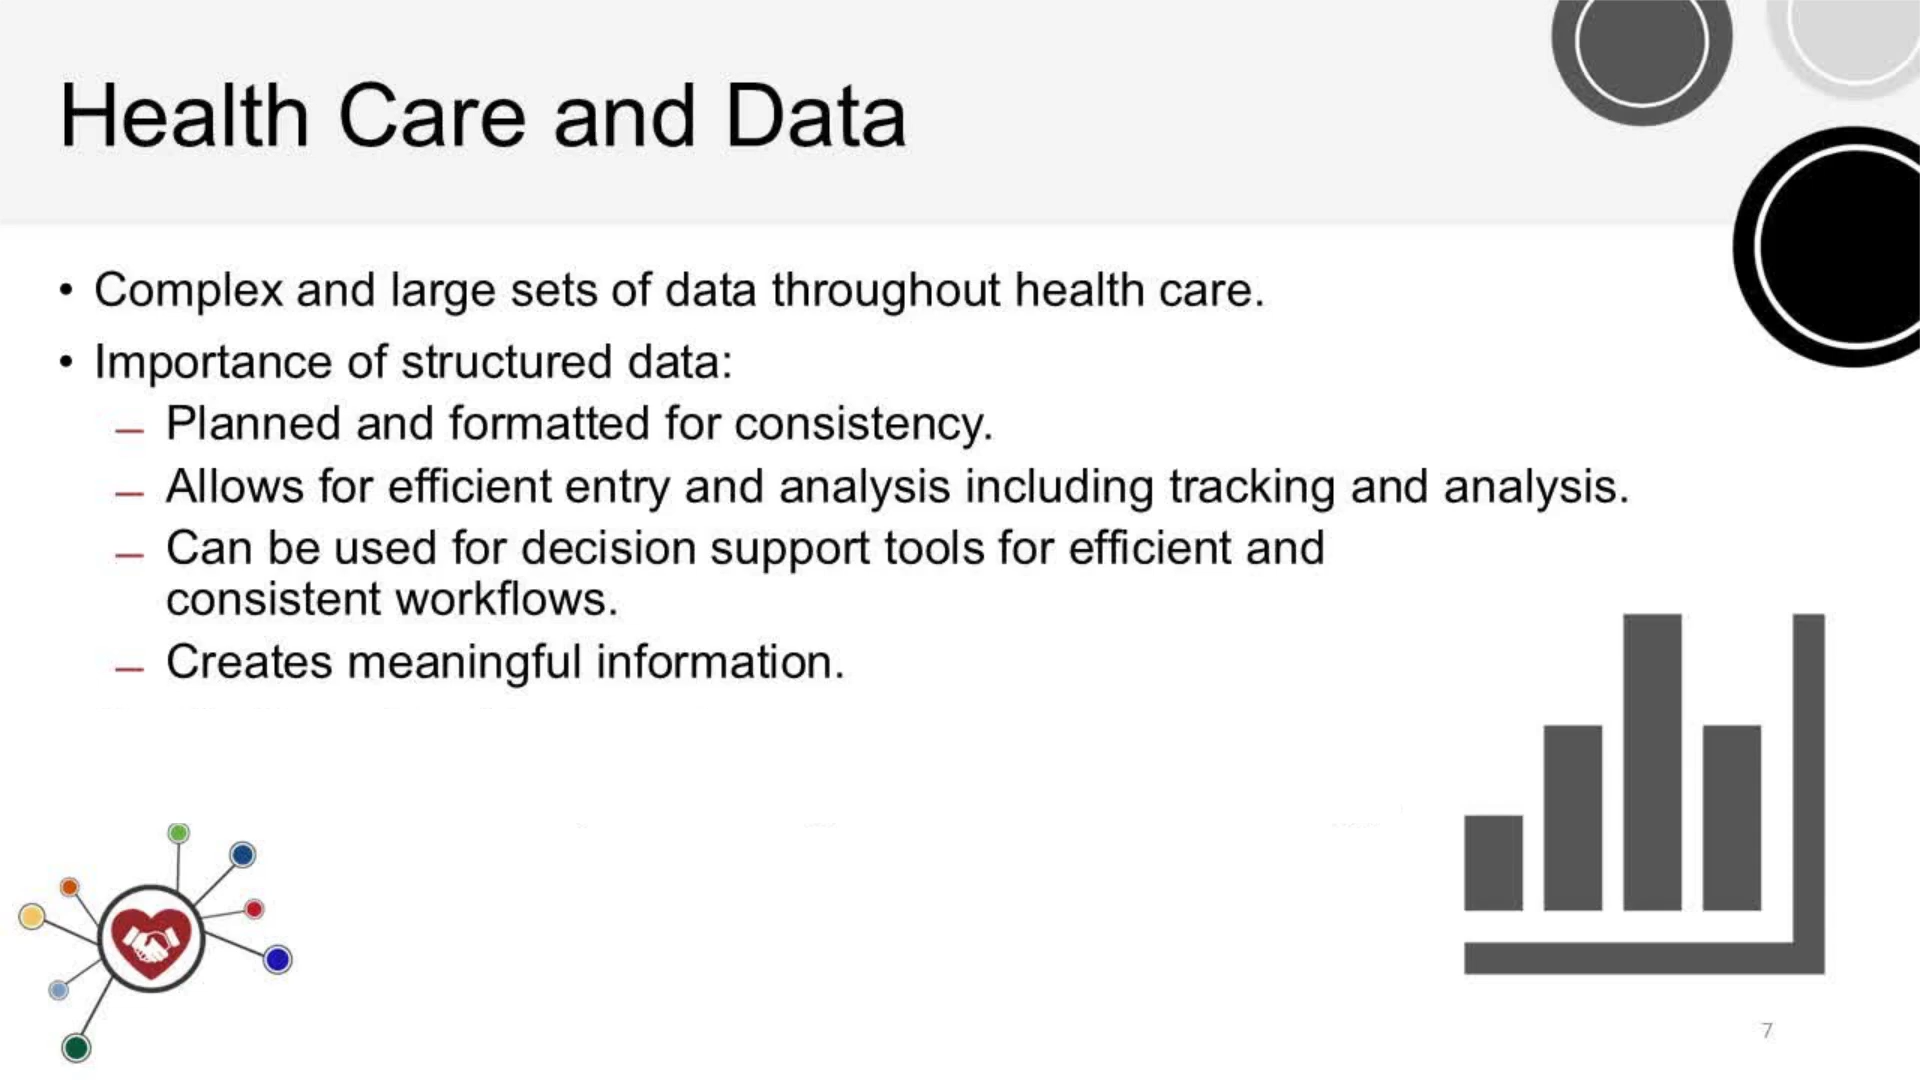 Health Care and Data
• Complex and large sets of data throughout health care.
• Importance of structured data:
– Planned and formatted for consistency.
– Allows for efficient entry and analysis including tracking and analysis.
– Can be used for decision support tools for efficient and
consistent workflows.
– Creates meaningful information.
7